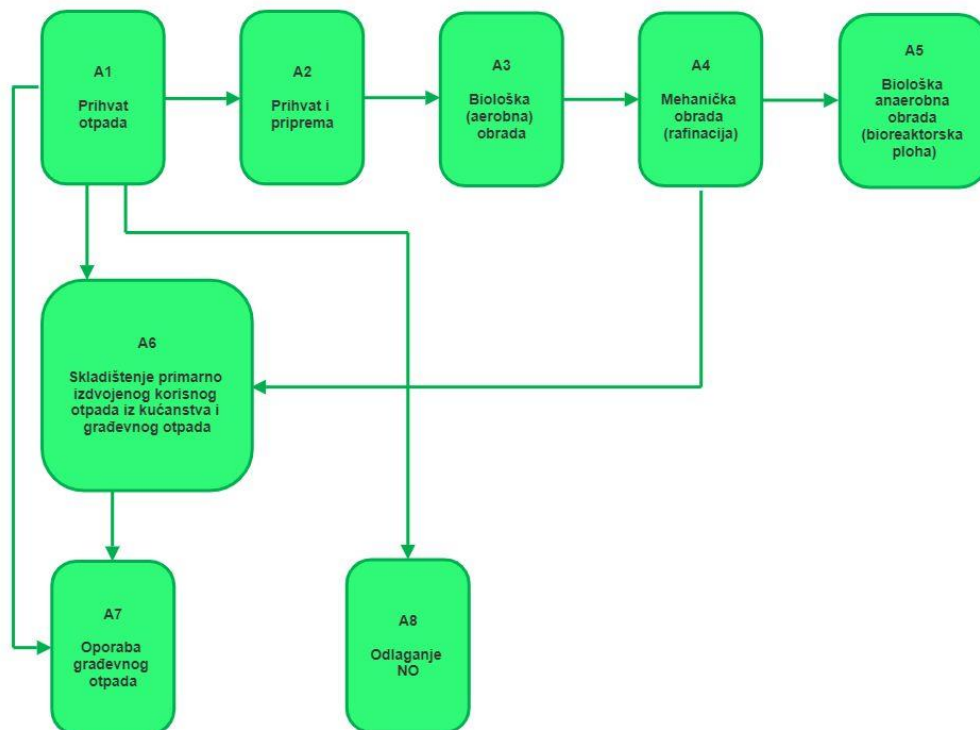 A1
Prihvat
otpada
A2
Prihvat i
priprema
A3
Biološka
(aerobna)
obrada
A4
Mehanička
obrada
(rafinacija)
A5
Biološka
anaerobna
obrada
(bioreaktorska
ploha)
A6
Skladištenje primarno
izdvojenog korisnog
otpada iz kućanstva i
građevnog otpada
A7
Oporaba
građevnog
otpada
A8
Odlaganje
NO